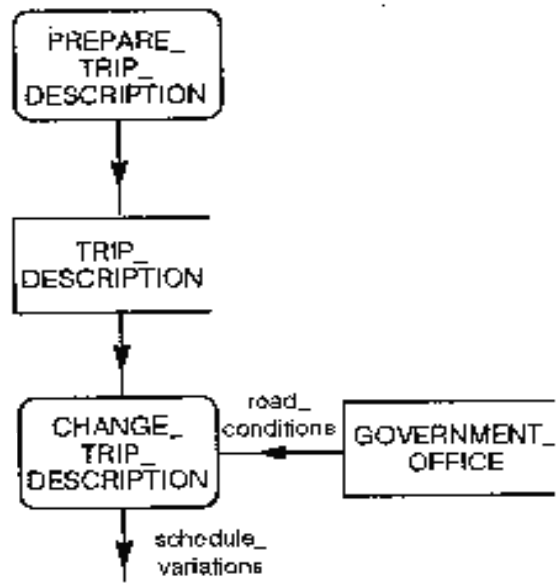 PREPARE_
TRIP_
DESCRIPTION
TRIP_
DESCRIPTION
CHANGE_
TRIP_
DESCRIPTION
road_
conditions
GOVERNMENT_
OFFICE
schedule_
variations